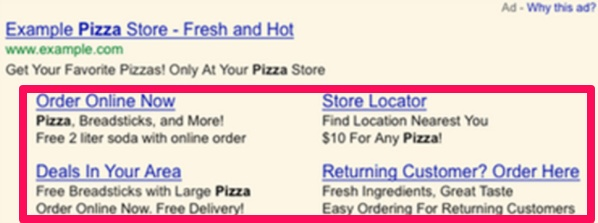 Ad - Why this ad?
Example Pizza Store - Fresh and Hot
www.example.com
Get Your Favorite Pizzas! Only At Your Pizza Store
Order Online Now
Pizza, Breadsticks, and More!
Free 2 liter soda with online order
Store Locator
Find Location Nearest You
$10 For Any Pizza!
Deals In Your Area
Free Breadsticks with Large Pizza
Order Online Now. Free Delivery!
Returning Customer? Order Here
Fresh Ingredients, Great Taste
Easy Ordering For Returning Customers